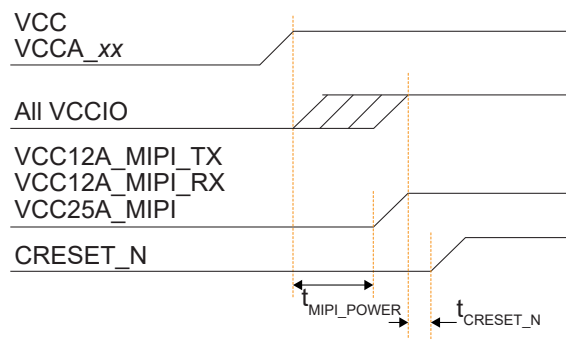 VCC
VCCA_xx
All VCCIO
VCC12A_MIPI_TX
VCC12A_MIPI_RX
VCC25A_MIPI
CRESET_N
tMIPI_POWER
tCRESET_N